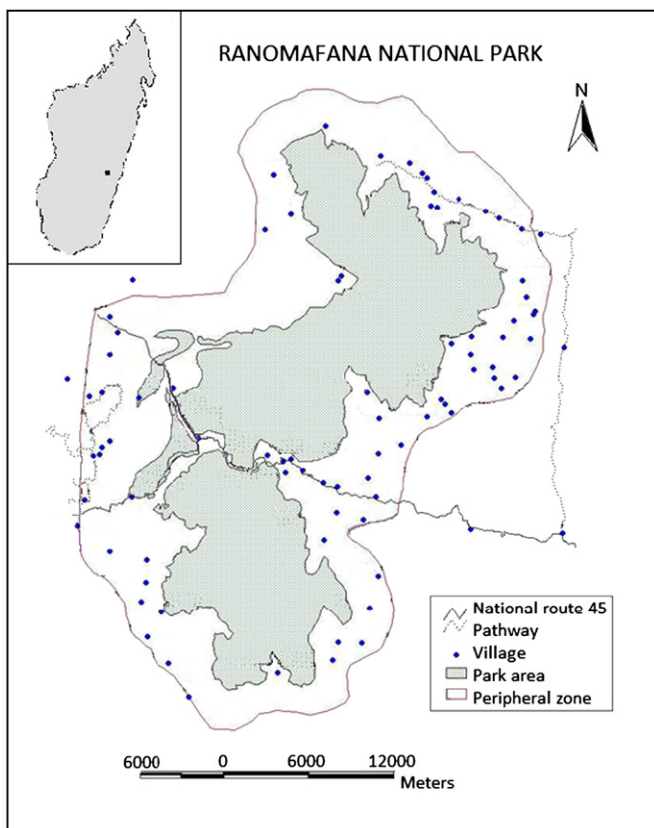 RANOMAFANA NATIONAL PARK
N
National route 45
Pathway
Village
Park area
Peripheral zone
6000 0 6000 12000
Meters